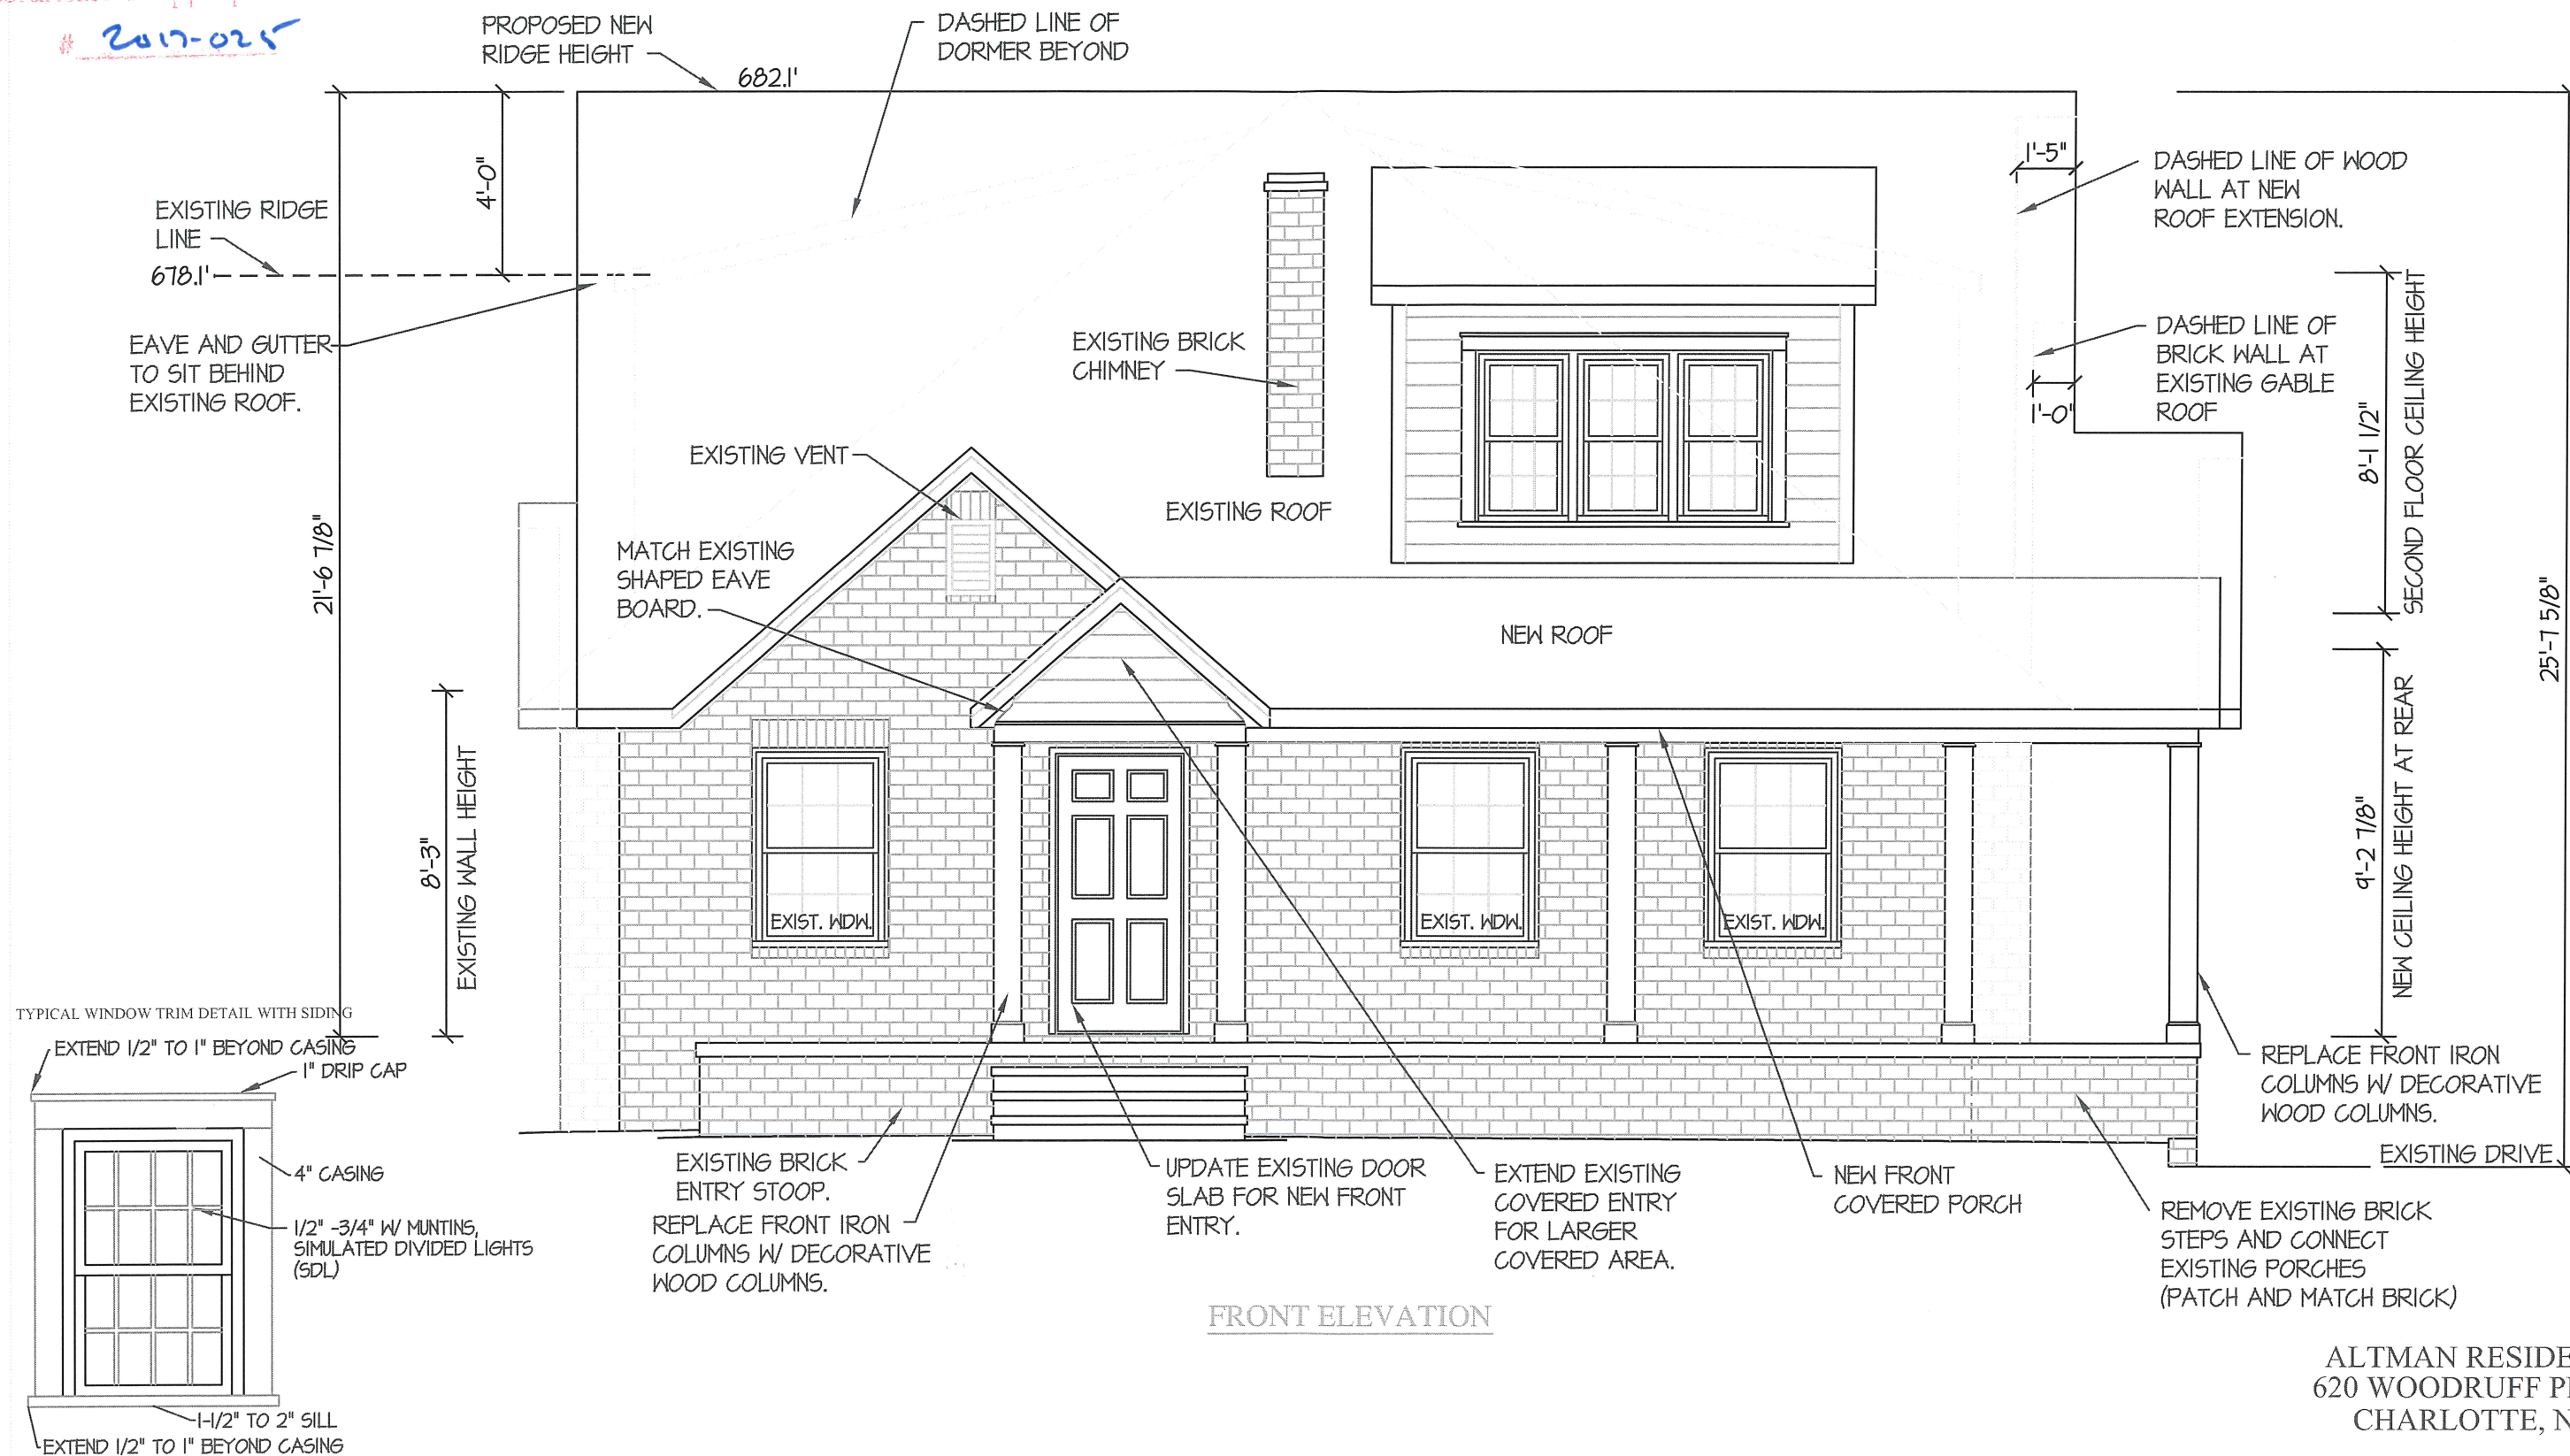 # 2017-025
PROPOSED NEW
RIDGE HEIGHT
682.1'
DASHED LINE OF
DORMER BEYOND
4'-0"
EXISTING RIDGE
LINE
678.1'
EAVE AND GUTTER
TO SIT BEHIND
EXISTING ROOF.
21'-6 7/8"
1'-5"
DASHED LINE OF WOOD
WALL AT NEW
ROOF EXTENSION.
DASHED LINE OF
BRICK WALL AT
EXISTING GABLE
ROOF
1'-0"
8'-1 1/2"
SECOND FLOOR CEILING HEIGHT
25'-7 5/8"
EXISTING BRICK
CHIMNEY
EXISTING VENT
EXISTING ROOF
MATCH EXISTING
SHAPED EAVE
BOARD.
NEW ROOF
8'-3"
EXISTING WALL HEIGHT
9'-2 7/8"
NEW CEILING HEIGHT AT REAR
EXIST. WDW.
EXIST. WDW.
EXIST. WDW.
TYPICAL WINDOW TRIM DETAIL WITH SIDING
EXTEND 1/2" TO 1" BEYOND CASING
1" DRIP CAP
4" CASING
1/2" -3/4" W/ MUNTINS,
SIMULATED DIVIDED LIGHTS
(SDL)
1-1/2" TO 2" SILL
EXTEND 1/2" TO 1" BEYOND CASING
EXISTING BRICK
ENTRY STOOP.
REPLACE FRONT IRON
COLUMNS W/ DECORATIVE
WOOD COLUMNS.
UPDATE EXISTING DOOR
SLAB FOR NEW FRONT
ENTRY.
EXTEND EXISTING
COVERED ENTRY
FOR LARGER
COVERED AREA.
NEW FRONT
COVERED PORCH
REPLACE FRONT IRON
COLUMNS W/ DECORATIVE
WOOD COLUMNS.
EXISTING DRIVE
REMOVE EXISTING BRICK
STEPS AND CONNECT
EXISTING PORCHES
(PATCH AND MATCH BRICK)
FRONT ELEVATION
ALTMAN RESIDE
620 WOODRUFF P
CHARLOTTE, N